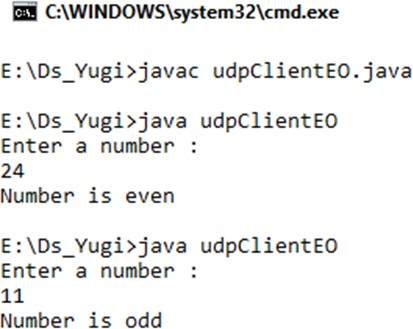 C:\WINDOWS\system32\cmd.exe
E:\Ds_Yugi>javac udpClientEO.java
E:\Ds_Yugi>java udpClientEO
Enter a number :
24
Number is even
E:\Ds_Yugi>java udpClientEO
Enter a number :
11
Number is odd